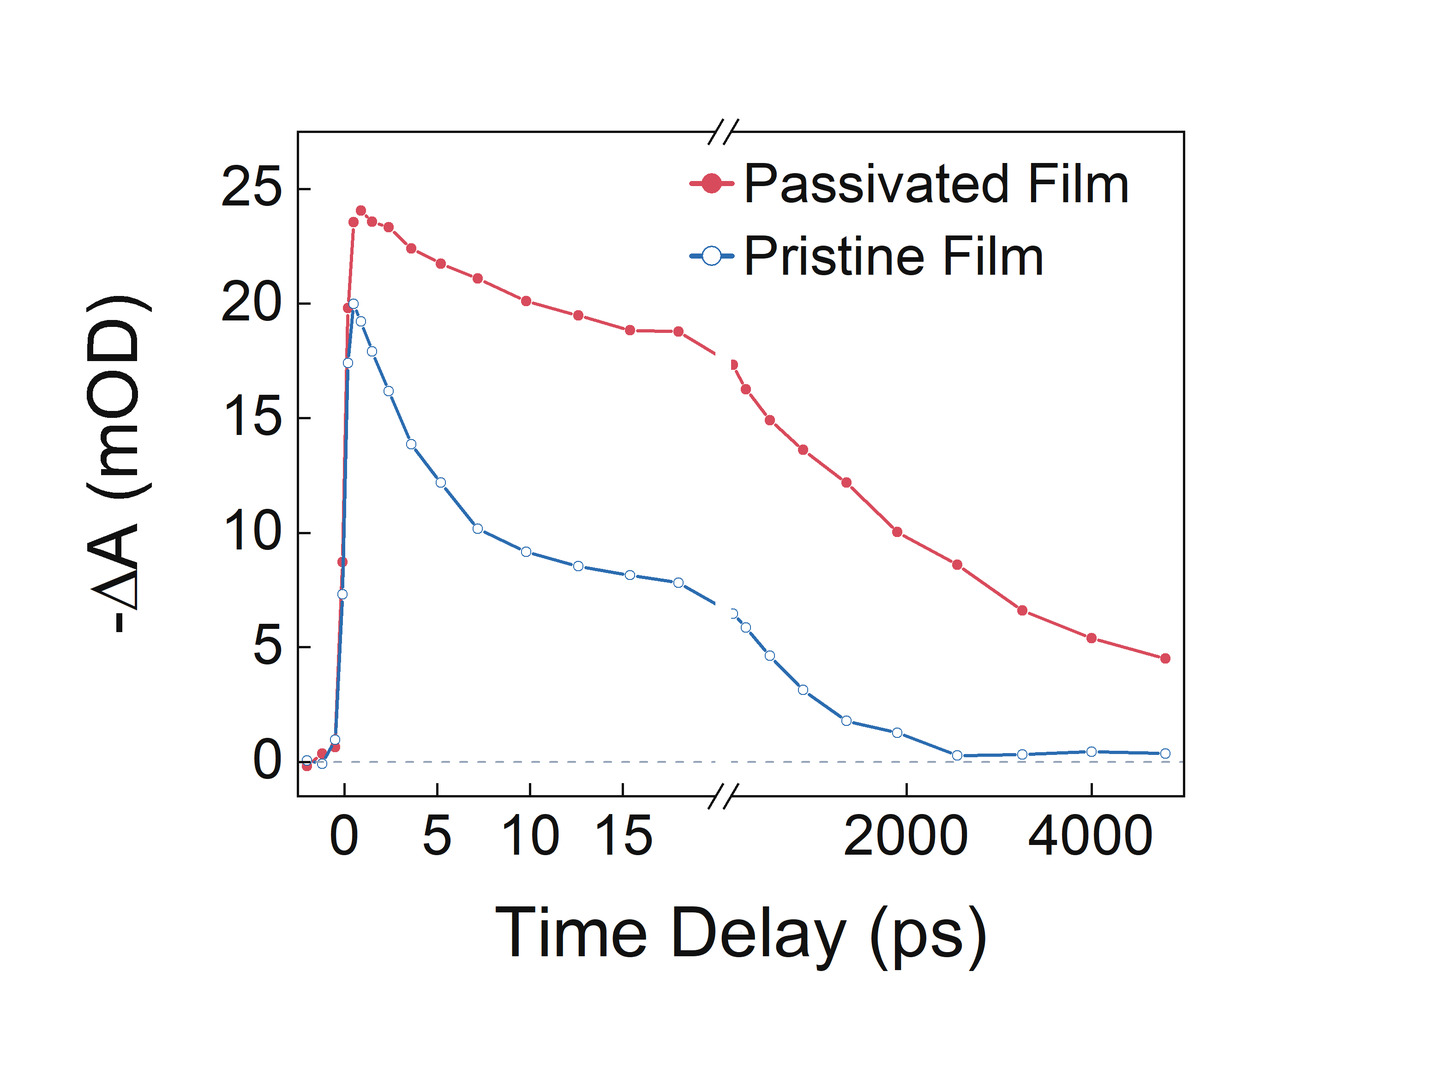 25
20
15
10
5
0
-ΔA (mOD)
Passivated Film
Pristine Film
0 5 10 15 2000 4000
Time Delay (ps)